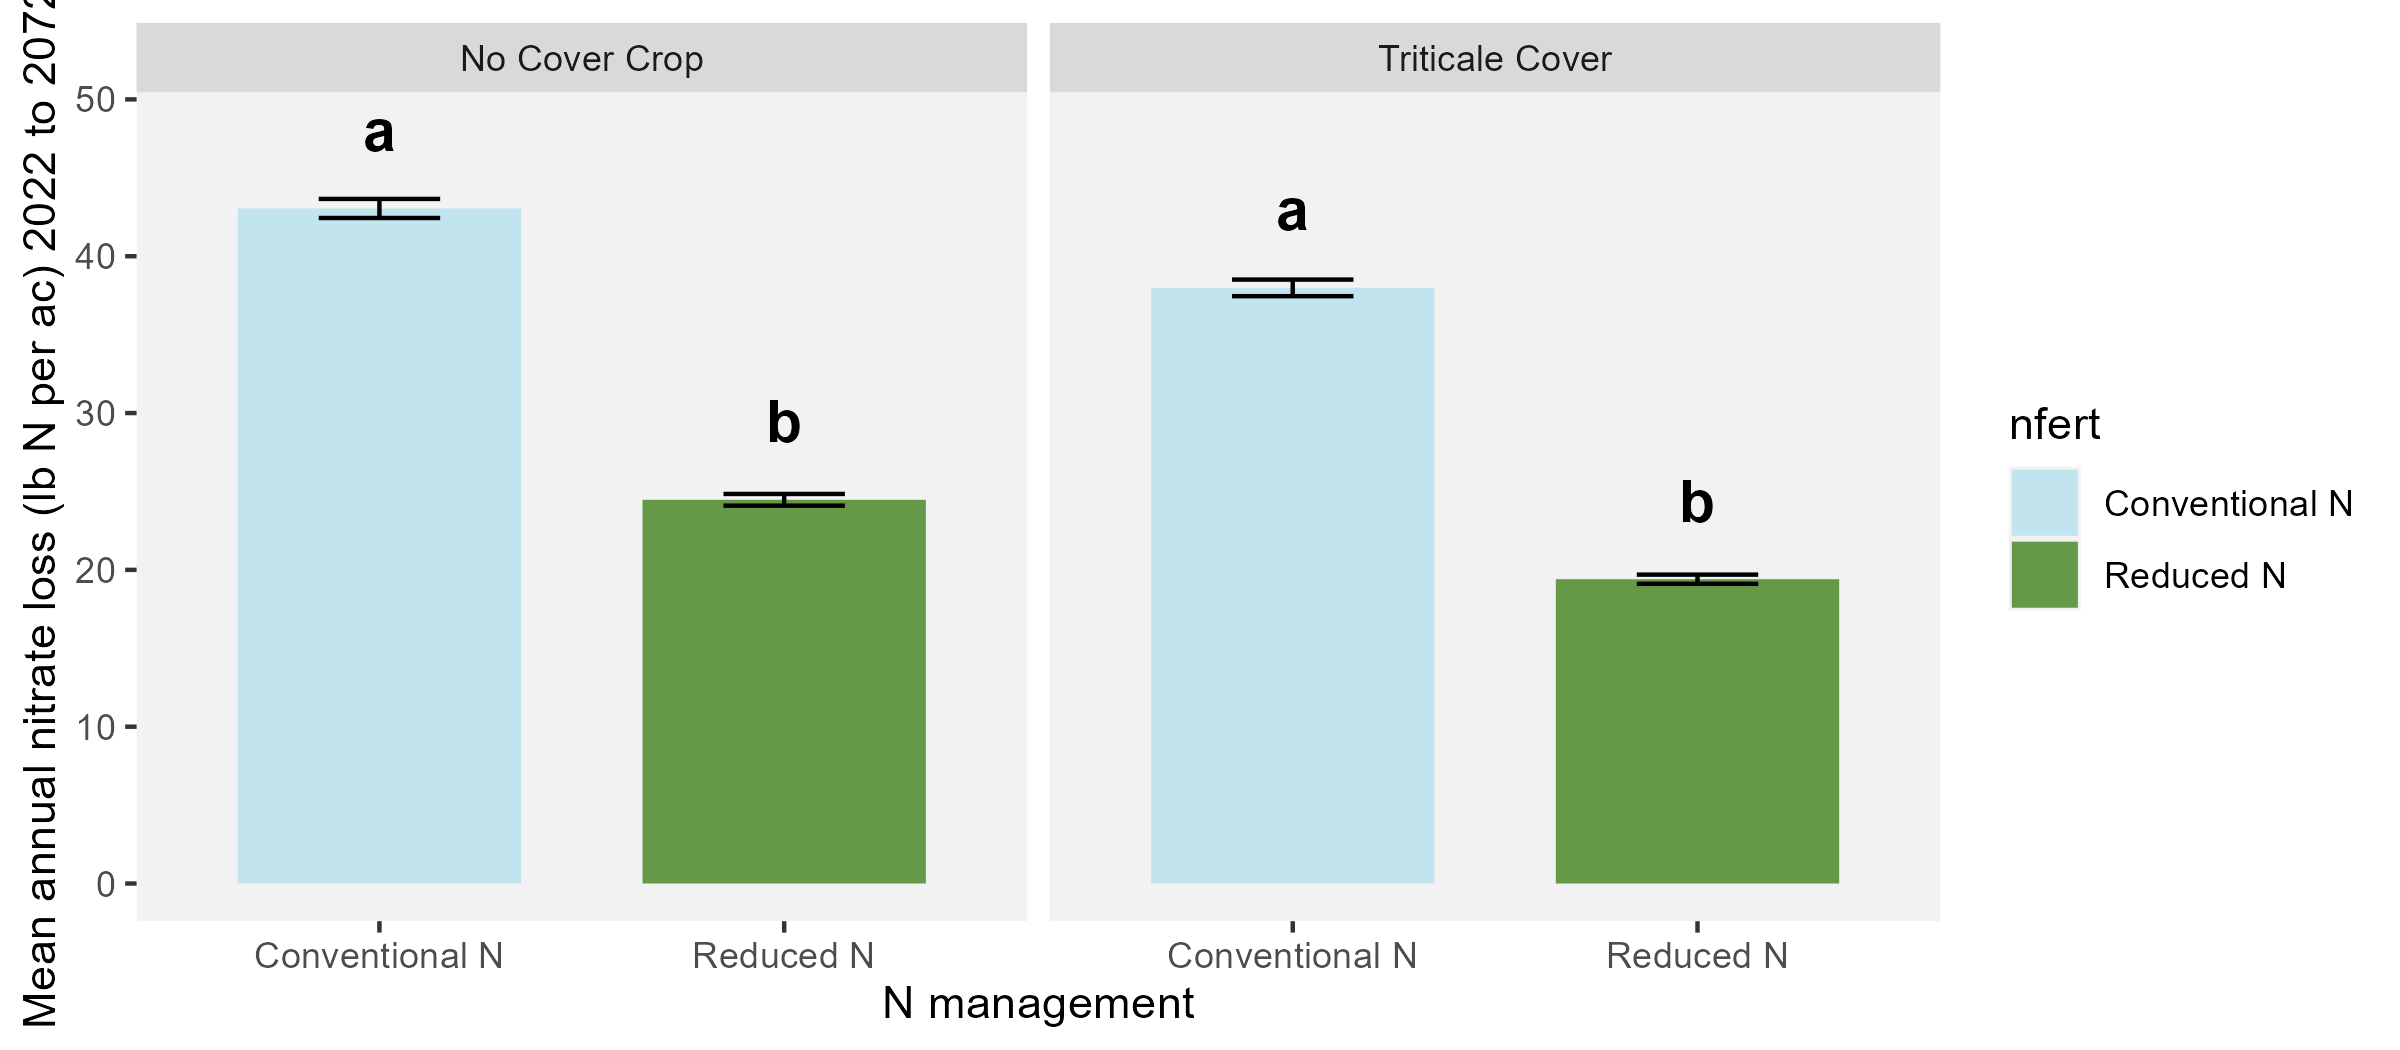 Mean annual nitrate loss (lb N per ac) 2022 to 2072
No Cover Crop
Triticale Cover
50
40
30
20
10
0
a
b
a
b
Conventional N
Reduced N
Conventional N
Reduced N
N management
nfert
Conventional N
Reduced N